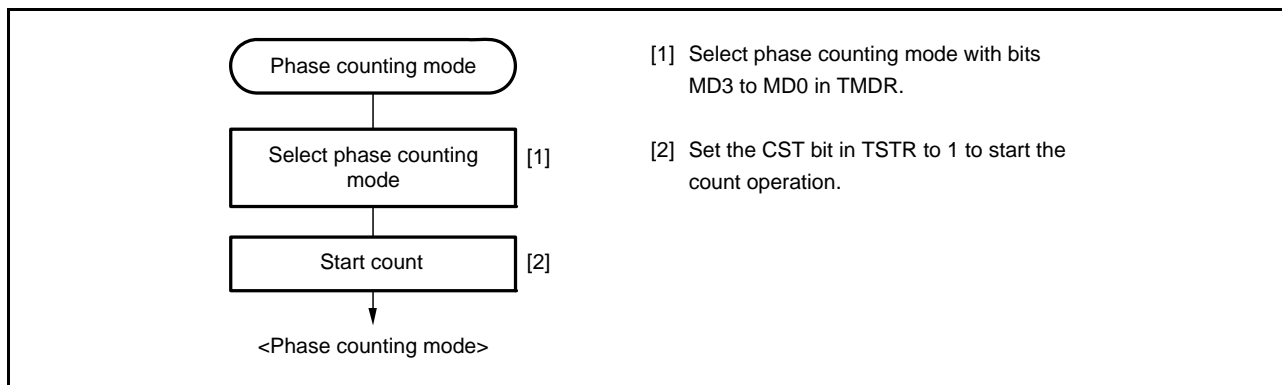 Phase counting mode
Select phase counting
mode
[1]
Start count
[2]
<Phase counting mode>
[1] Select phase counting mode with bits
MD3 to MD0 in TMDR.
[2] Set the CST bit in TSTR to 1 to start the
count operation.